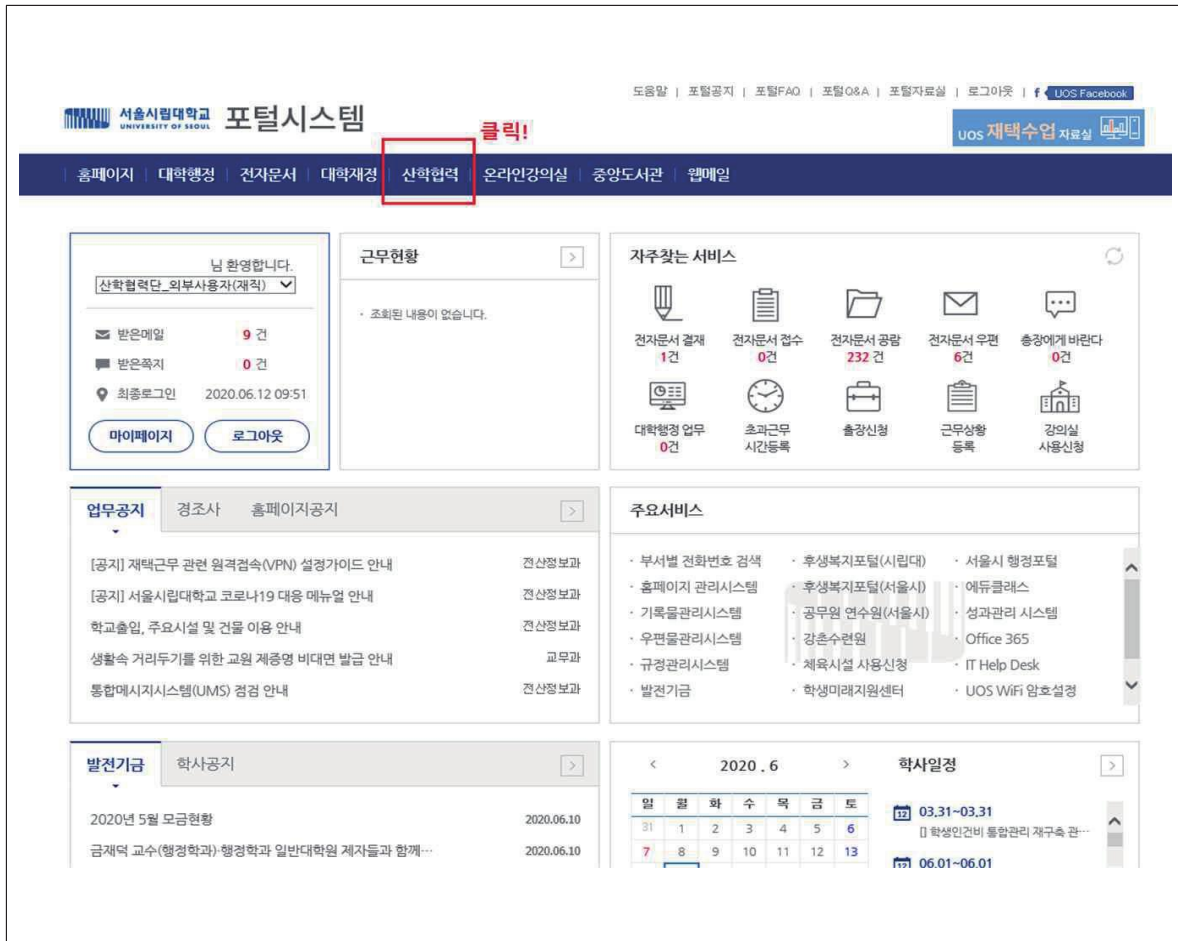 도움말 | 포털공지 | 포털FAQ | 포털Q&A | 포털자료실 | 로그아웃 | f UOS Facebook
서울시립대학교 포털시스템
UNIVERSITY OF SEOUL
클릭!
UOS 재택수업 자료실
홈페이지 | 대학행정 | 전자문서 | 대학재정 | 산학협력 | 온라인강의실 | 중앙도서관 | 웹메일
님 환영합니다.
산학협력단_외부사용자(재직)
받은메일 9 건
받은쪽지 0 건
최종로그인 2020.06.12 09:51
마이페이지 로그아웃
근무현황 >
· 조회된 내용이 없습니다.
자주찾는 서비스
전자문서 결재 전자문서 접수 전자문서 공람 전자문서 우편 총장에게 바란다
1건 0건 232 건 6건 0건
대학행정 업무 초과근무 출장신청 근무상황 강의실
0건 시간등록 등록 사용신청
업무공지 경조사 홈페이지공지 >
[공지] 재택근무 관련 원격접속(VPN) 설정가이드 안내 전산정보과
[공지] 서울시립대학교 코로나19 대응 메뉴얼 안내 전산정보과
학교출입, 주요시설 및 건물 이용 안내 전산정보과
생활속 거리두기를 위한 교원 제증명 비대면 발급 안내 교무과
통합메시지시스템(UMS) 점검 안내 전산정보과
주요서비스
· 부서별 전화번호 검색 · 후생복지포털(시립대) · 서울시 행정포털
· 홈페이지 관리시스템 · 후생복지포털(서울시) · 에듀클래스
· 기록물관리시스템 · 공무원 연수원(서울시) · 성과관리 시스템
· 우편물관리시스템 · 강촌수련원 · Office 365
· 규정관리시스템 · 체육시설 사용신청 · IT Help Desk
· 발전기금 · 학생미래지원센터 · UOS WiFi 암호설정
발전기금 학사공지 >
2020년 5월 모금현황 2020.06.10
금재덕 교수(행정학과)·행정학과 일반대학원 제자들과 함께… 2020.06.10
< 2020 . 6 >
일 월 화 수 목 금 토
31 1 2 3 4 5 6
7 8 9 10 11 12 13
학사일정 >
12 03.31~03.31
[] 학생인건비 통합관리 재구축 관…
12 06.01~06.01